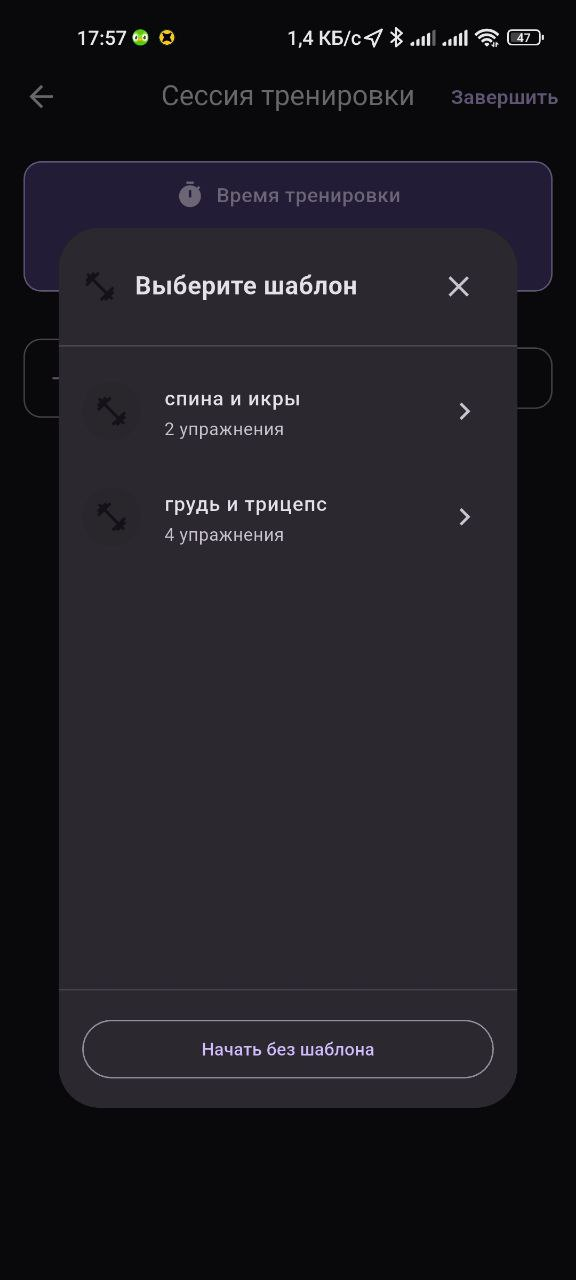 17:57 1,4 КБ/с 47
Сессия тренировки Завершить
Время тренировки
Выберите шаблон
спина и икры
2 упражнения
грудь и трицепс
4 упражнения
Начать без шаблона